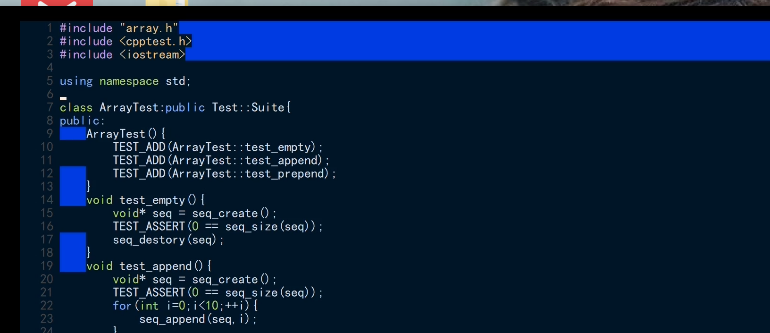 1 #include "array.h"
2 #include <cpptest.h>
3 #include <iostream>
4
5 using namespace std;
6
7 class ArrayTest:public Test::Suite{
8 public:
9     ArrayTest(){
10         TEST_ADD(ArrayTest::test_empty);
11         TEST_ADD(ArrayTest::test_append);
12         TEST_ADD(ArrayTest::test_prepend);
13     }
14     void test_empty(){
15         void* seq = seq_create();
16         TEST_ASSERT(0 == seq_size(seq));
17         seq_destory(seq);
18     }
19     void test_append(){
20         void* seq = seq_create();
21         TEST_ASSERT(0 == seq_size(seq));
22         for(int i=0;i<10;++i){
23             seq_append(seq,i);
24         }